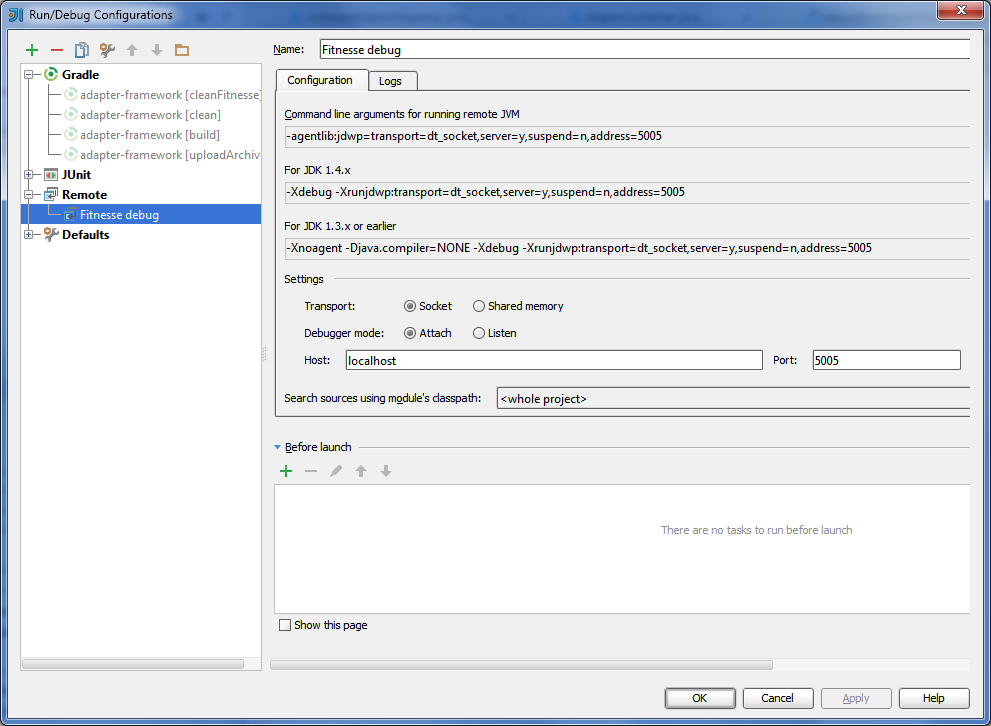 Run/Debug Configurations
Name: Fitnesse debug
Gradle
adapter-framework [cleanFitnesse]
adapter-framework [clean]
adapter-framework [build]
adapter-framework [uploadArchiv
JUnit
Remote
Fitnesse debug
Defaults
Configuration Logs
Command line arguments for running remote JVM
-agentlib:jdwp=transport=dt_socket,server=y,suspend=n,address=5005
For JDK 1.4.x
-Xdebug -Xrunjdwp:transport=dt_socket,server=y,suspend=n,address=5005
For JDK 1.3.x or earlier
-Xnoagent -Djava.compiler=NONE -Xdebug -Xrunjdwp:transport=dt_socket,server=y,suspend=n,address=5005
Settings
Transport: Socket Shared memory
Debugger mode: Attach Listen
Host: localhost Port: 5005
Search sources using module's classpath: <whole project>
Before launch
There are no tasks to run before launch
Show this page
OK Cancel Apply Help